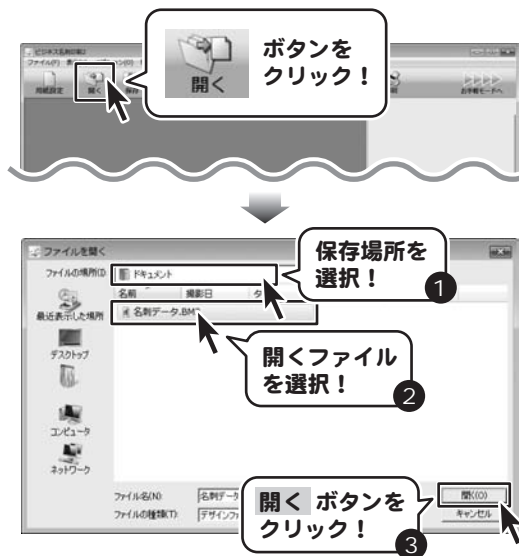 ビジネス名刺印刷2
ファイル(F)
用紙設定
開く
保存
お手軽モードへ
開く
ボタンを
クリック！
ファイルを開く
ファイルの場所(I):
ドキュメント
保存場所を
選択！
1
名前
撮影日
最近表示した場所
名刺データ.BM
デスクトップ
開くファイル
を選択！
2
コンピュータ
ネットワーク
ファイル名(N):
名刺データ
開く(O)
ファイルの種類(T):
デザインファ
キャンセル
開く ボタンを
クリック！
3